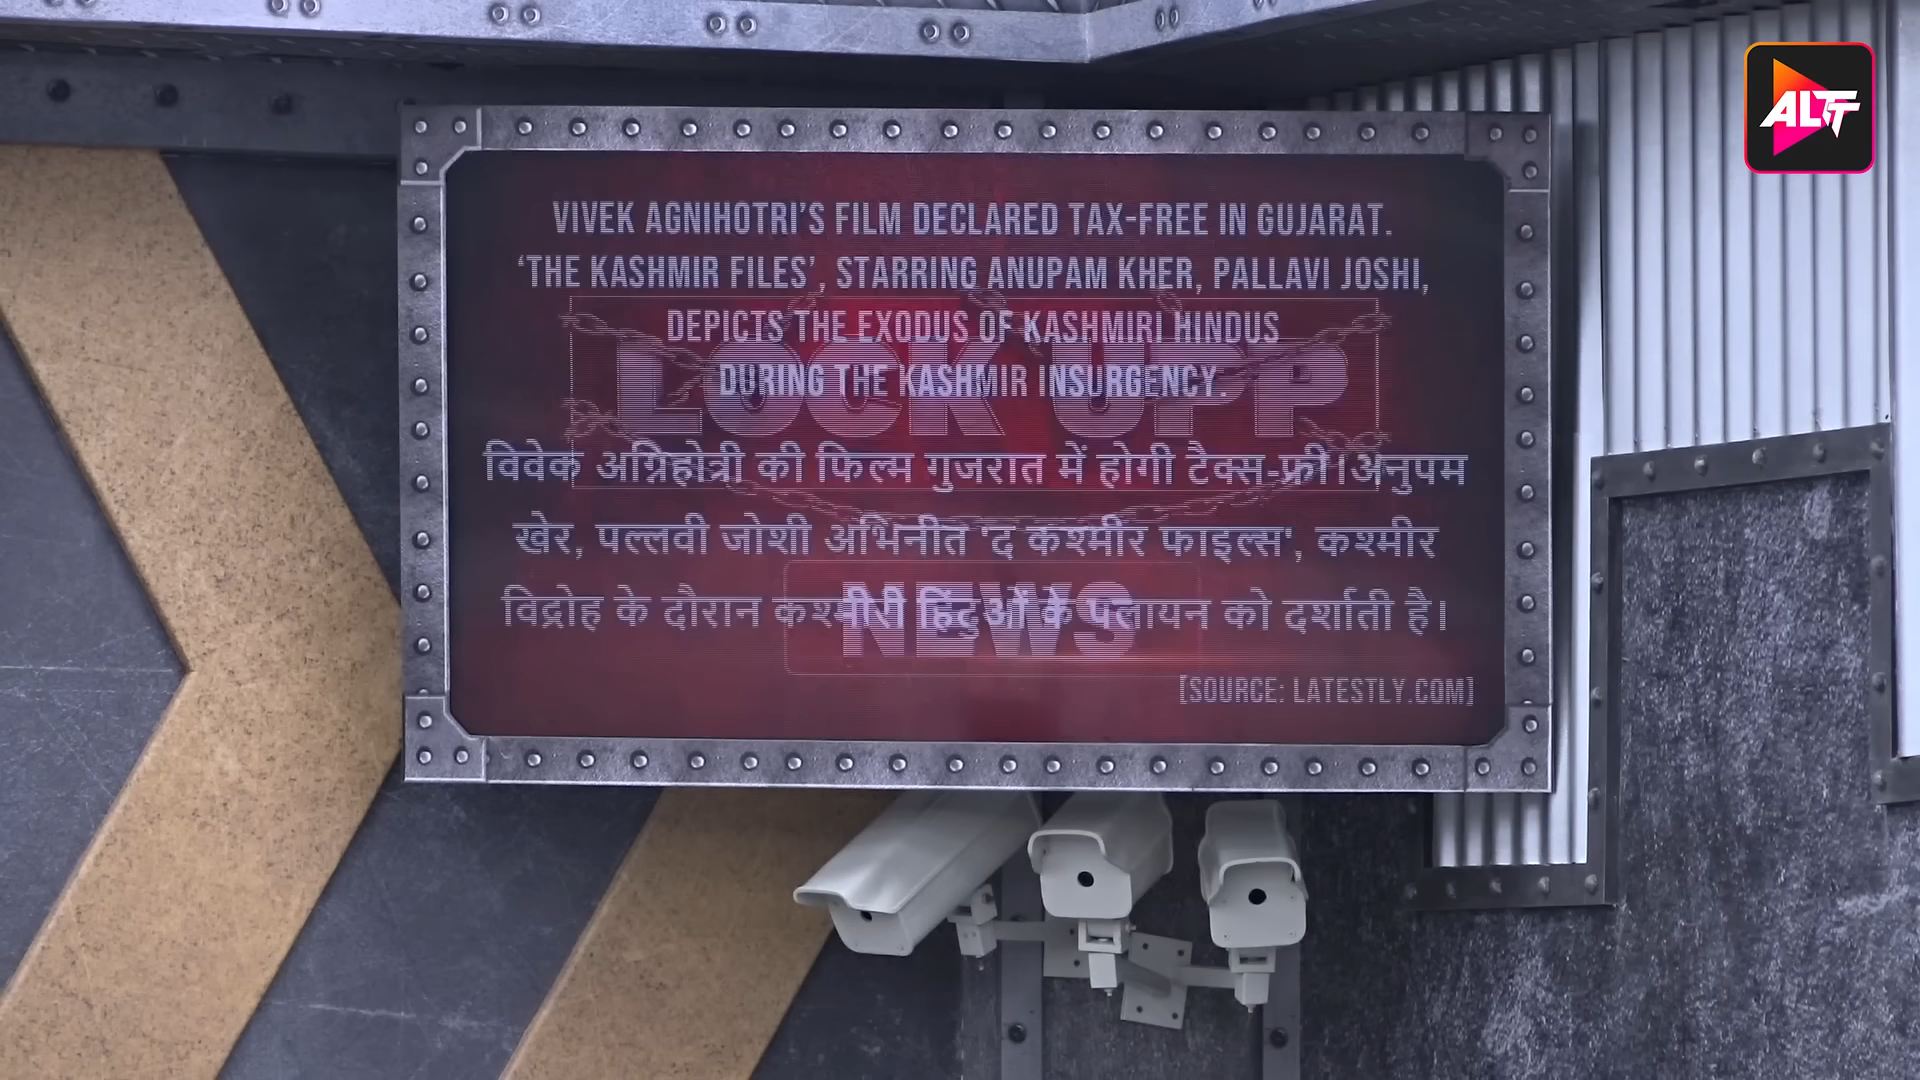 ALTT
VIVEK AGNIHOTRI'S FILM DECLARED TAX-FREE IN GUJARAT.
'THE KASHMIR FILES', STARRING ANUPAM KHER, PALLAVI JOSHI,
DEPICTS THE EXODUS OF KASHMIRI HINDUS
DURING THE KASHMIR INSURGENCY.
LOCK UPP
विवेक अग्निहोत्री की फिल्म गुजरात में होगी टैक्स-फ्री। अनुपम
खेर, पल्लवी जोशी अभिनीत 'द कश्मीर फाइल्स', कश्मीर
विद्रोह के दौरान कश्मीरी हिंदुओं के पलायन को दर्शाती है।
NEWS
[SOURCE: LATESTLY.COM]